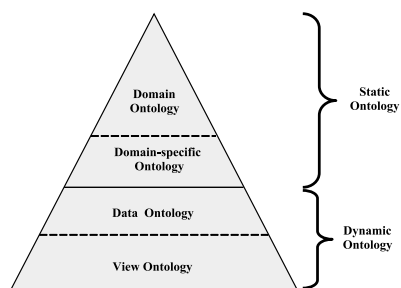 Domain
Ontology
Domain-specific
Ontology
Data Ontology
View Ontology
Static
Ontology
Dynamic
Ontology